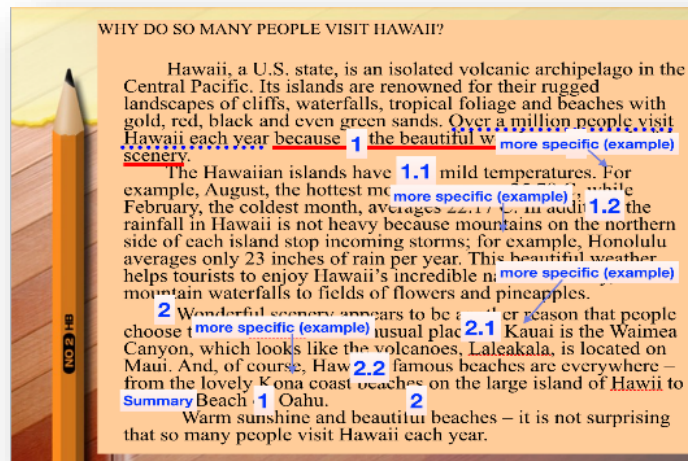 WHY DO SO MANY PEOPLE VISIT HAWAII?
Hawaii, a U.S. state, is an isolated volcanic archipelago in the
Central Pacific. Its islands are renowned for their rugged
landscapes of cliffs, waterfalls, tropical foliage and beaches with
gold, red, black and even green sands. Over a million people visit
Hawaii each year because 1 the beautiful
more specific (example)
scenery.
The Hawaiian islands have 1.1 mild temperatures. For
example, August, the hottest
more specific (example)
while
February, the coldest month, 1.2 the
rainfall in Hawaii is not heavy because mountains on the northern
side of each island stop incoming storms; for example, Honolulu
averages only 23 inches of rain per year. This beautiful weather
helps tourists to enjoy Hawaii's incredible
more specific (example)
mountain waterfalls to fields of flowers and pineapples.
2 Wonderful scenery appears to be reason that people
choose
more specific (example)
2.1 Kauai is the Waimea
Canyon, which looks like the volcanoes, Laleakala, is located on
Maui. And, of course, 2.2 famous beaches are everywhere –
from the lovely Kona coast beaches on the large island of Hawii to
Summary Beach 1 Oahu. 2
Warm sunshine and beautiful beaches – it is not surprising
that so many people visit Hawaii each year.
NO 2 HB